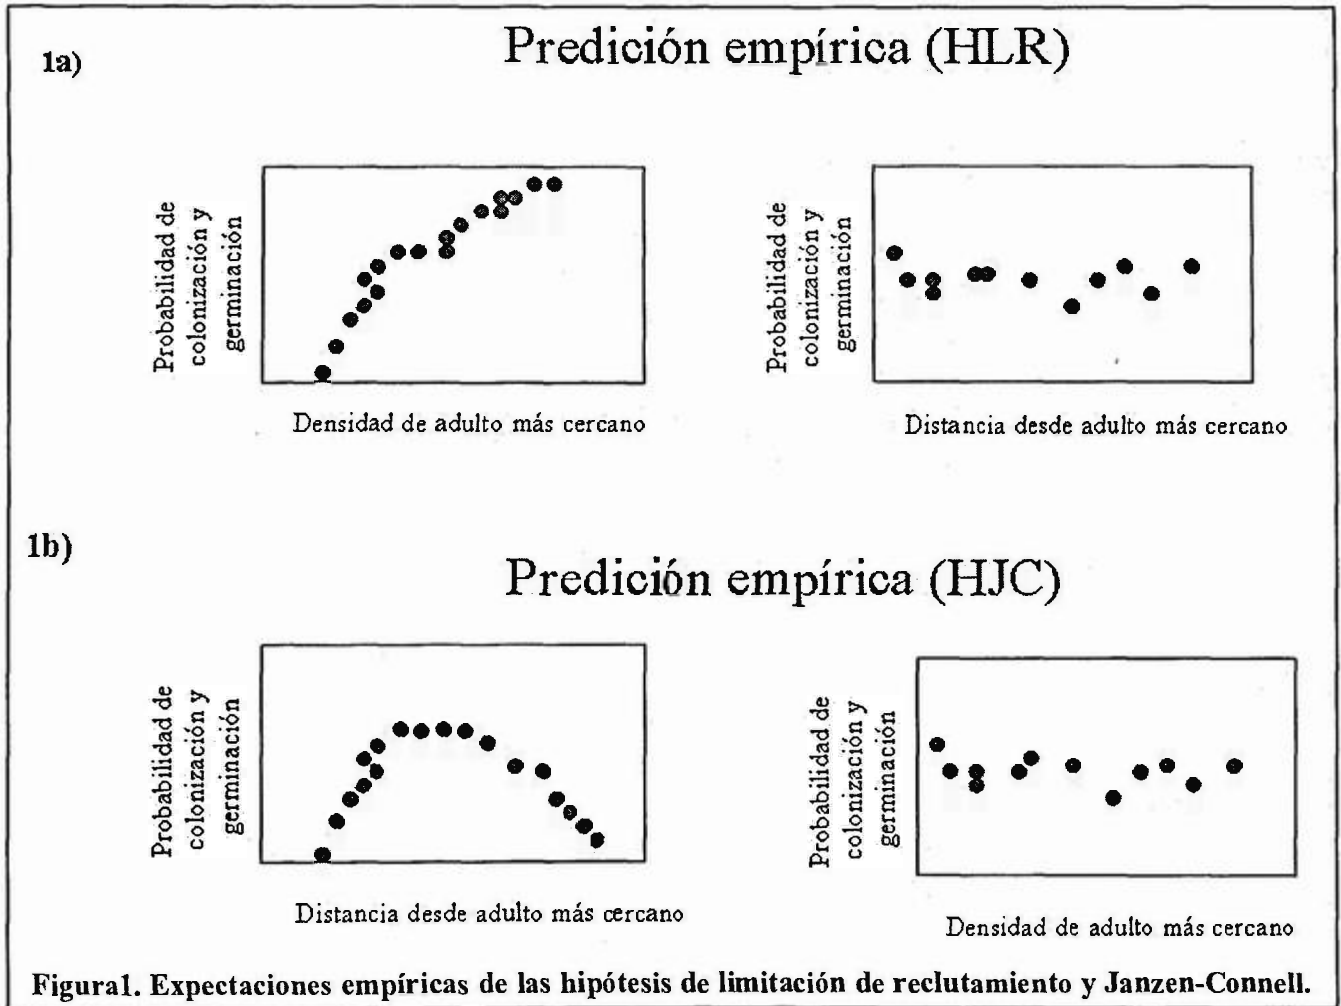 1a)
Predición empírica (HLR)
Probabilidad de
colonización y
germinación
Densidad de adulto más cercano
Probabilidad de
colonización y
germinación
Distancia desde adulto más cercano
1b)
Predición empírica (HJC)
Probabilidad de
colonización y
germinación
Distancia desde adulto más cercano
Probabilidad de
colonización y
germinación
Densidad de adulto más cercano
Figura1. Expectaciones empíricas de las hipótesis de limitación de reclutamiento y Janzen-Connell.